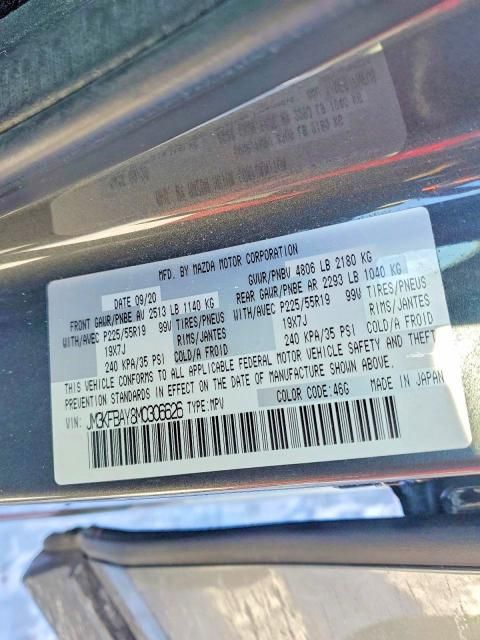 MFD. BY MAZDA MOTOR CORPORATION
DATE 09/20 GVWR/PNBV 4806 LB 2180 KG
FRONT GAWR/PNBE AV 2513 LB 1140 KG REAR GAWR/PNBE AR 2293 LB 1040 KG
WITH/AVEC P225/55R19 99V TIRES/PNEUS WITH/AVEC P225/55R19 99V TIRES/PNEUS
19X7J RIMS/JANTES 19X7J RIMS/JANTES
240 KPA/35 PSI COLD/A FROID 240 KPA/35 PSI COLD/A FROID
THIS VEHICLE CONFORMS TO ALL APPLICABLE FEDERAL MOTOR VEHICLE SAFETY AND THEFT
PREVENTION STANDARDS IN EFFECT ON THE DATE OF MANUFACTURE SHOWN ABOVE.
VIN: JM3KFBAY8M0306626 TYPE:MPV COLOR CODE:46G MADE IN JAPAN